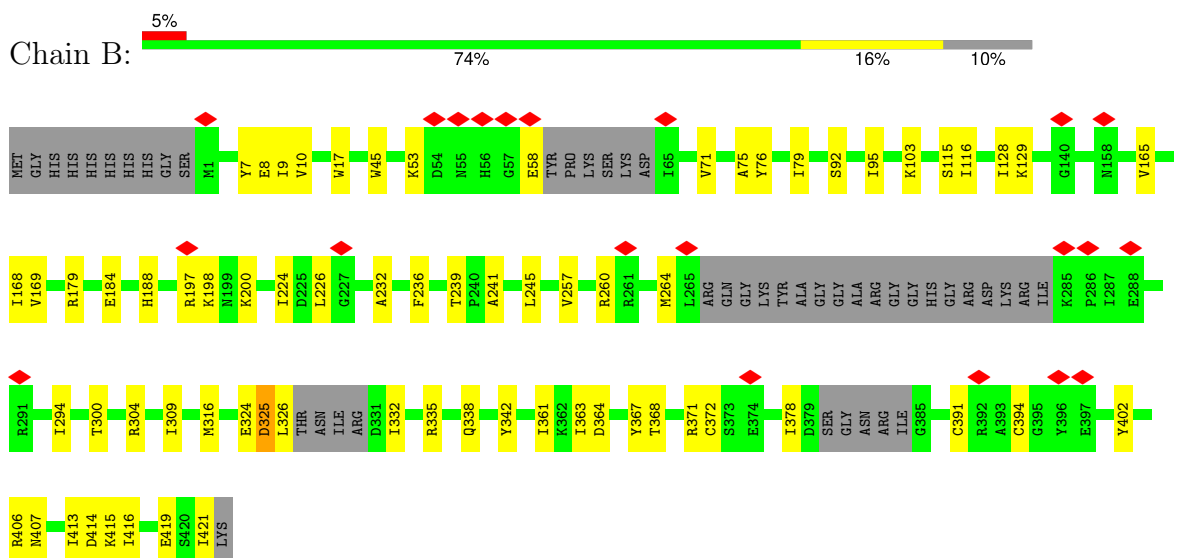 5%
Chain B:
74% 16% 10%
MET GLY HIS HIS HIS HIS HIS HIS GLY SER M1 Y7 E8 I9 V10 W17 W45 K53 D54 N55 H56 G57 E58 TYR PRO LYS SER LYS ASP I65 V71 A75 Y76 I79 S92 I95 K103 S115 I116 I128 K129 G140 N158 V165
I168 V169 R179 E184 H188 R197 K198 N199 K200 I224 D225 L226 G227 A232 F236 T239 P240 A241 L245 V257 R260 R261 M264 L265 ARG GLN GLY LYS TYR ALA GLY GLY ALA ARG GLY GLY HIS GLY ARG ASP LYS ARG ILE K285 P286 I287 E288
R291 I294 T300 R304 I309 M316 E324 D325 L326 THR ASN ILE ARG D331 I332 R335 Q338 Y342 I361 K362 I363 D364 Y367 T368 R371 C372 S373 E374 I378 D379 SER GLY ASN ARG ILE G385 C391 R392 A393 C394 G395 Y396 E397 Y402
R406 N407 I413 D414 K415 I416 E419 S420 I421 LYS